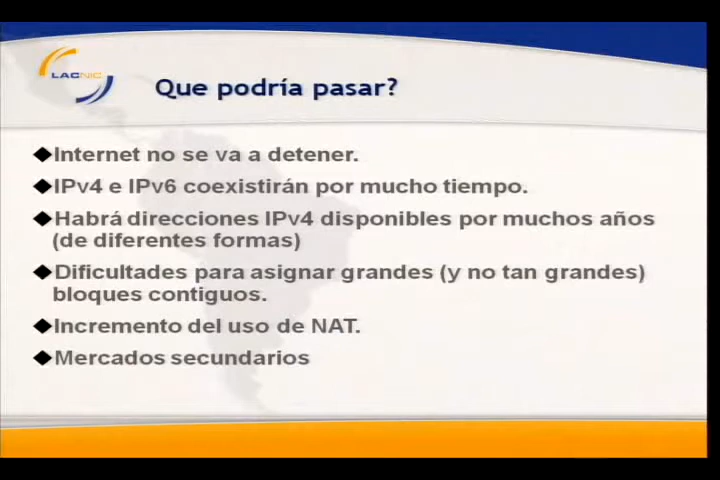 LACNIC
Que podría pasar?
Internet no se va a detener.
IPv4 e IPv6 coexistirán por mucho tiempo.
Habrá direcciones IPv4 disponibles por muchos años
(de diferentes formas)
Dificultades para asignar grandes (y no tan grandes)
bloques contiguos.
Incremento del uso de NAT.
Mercados secundarios